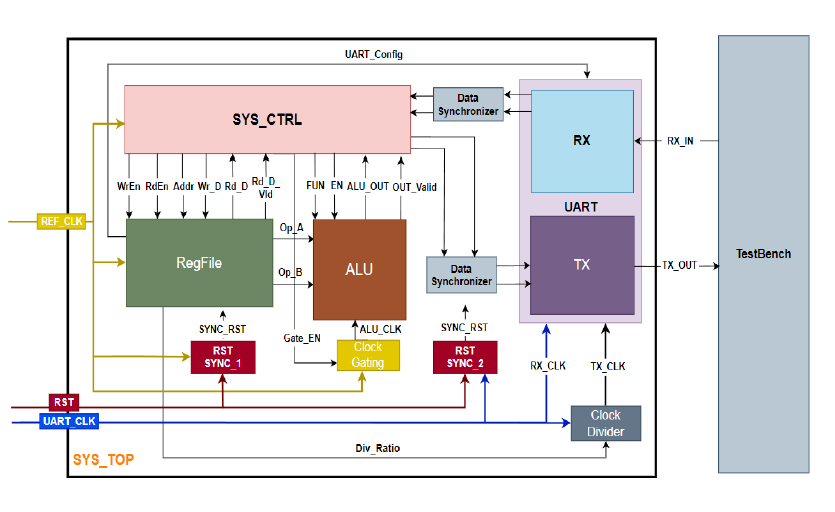 UART_Config
SYS_CTRL
Data
Synchronizer
RX
RX_IN
UART
WrEn
RdEn
Addr
Wr_D
Rd_D
Rd_D_
Vld
FUN
EN
ALU_OUT
OUT_Valid
REF_CLK
RegFile
Op_A
Op_B
ALU
Data
Synchronizer
TX
TX_OUT
TestBench
SYNC_RST
Gate_EN
ALU_CLK
SYNC_RST
RST
SYNC_1
Clock
Gating
RST
SYNC_2
RX_CLK
TX_CLK
RST
UART_CLK
Clock
Divider
Div_Ratio
SYS_TOP